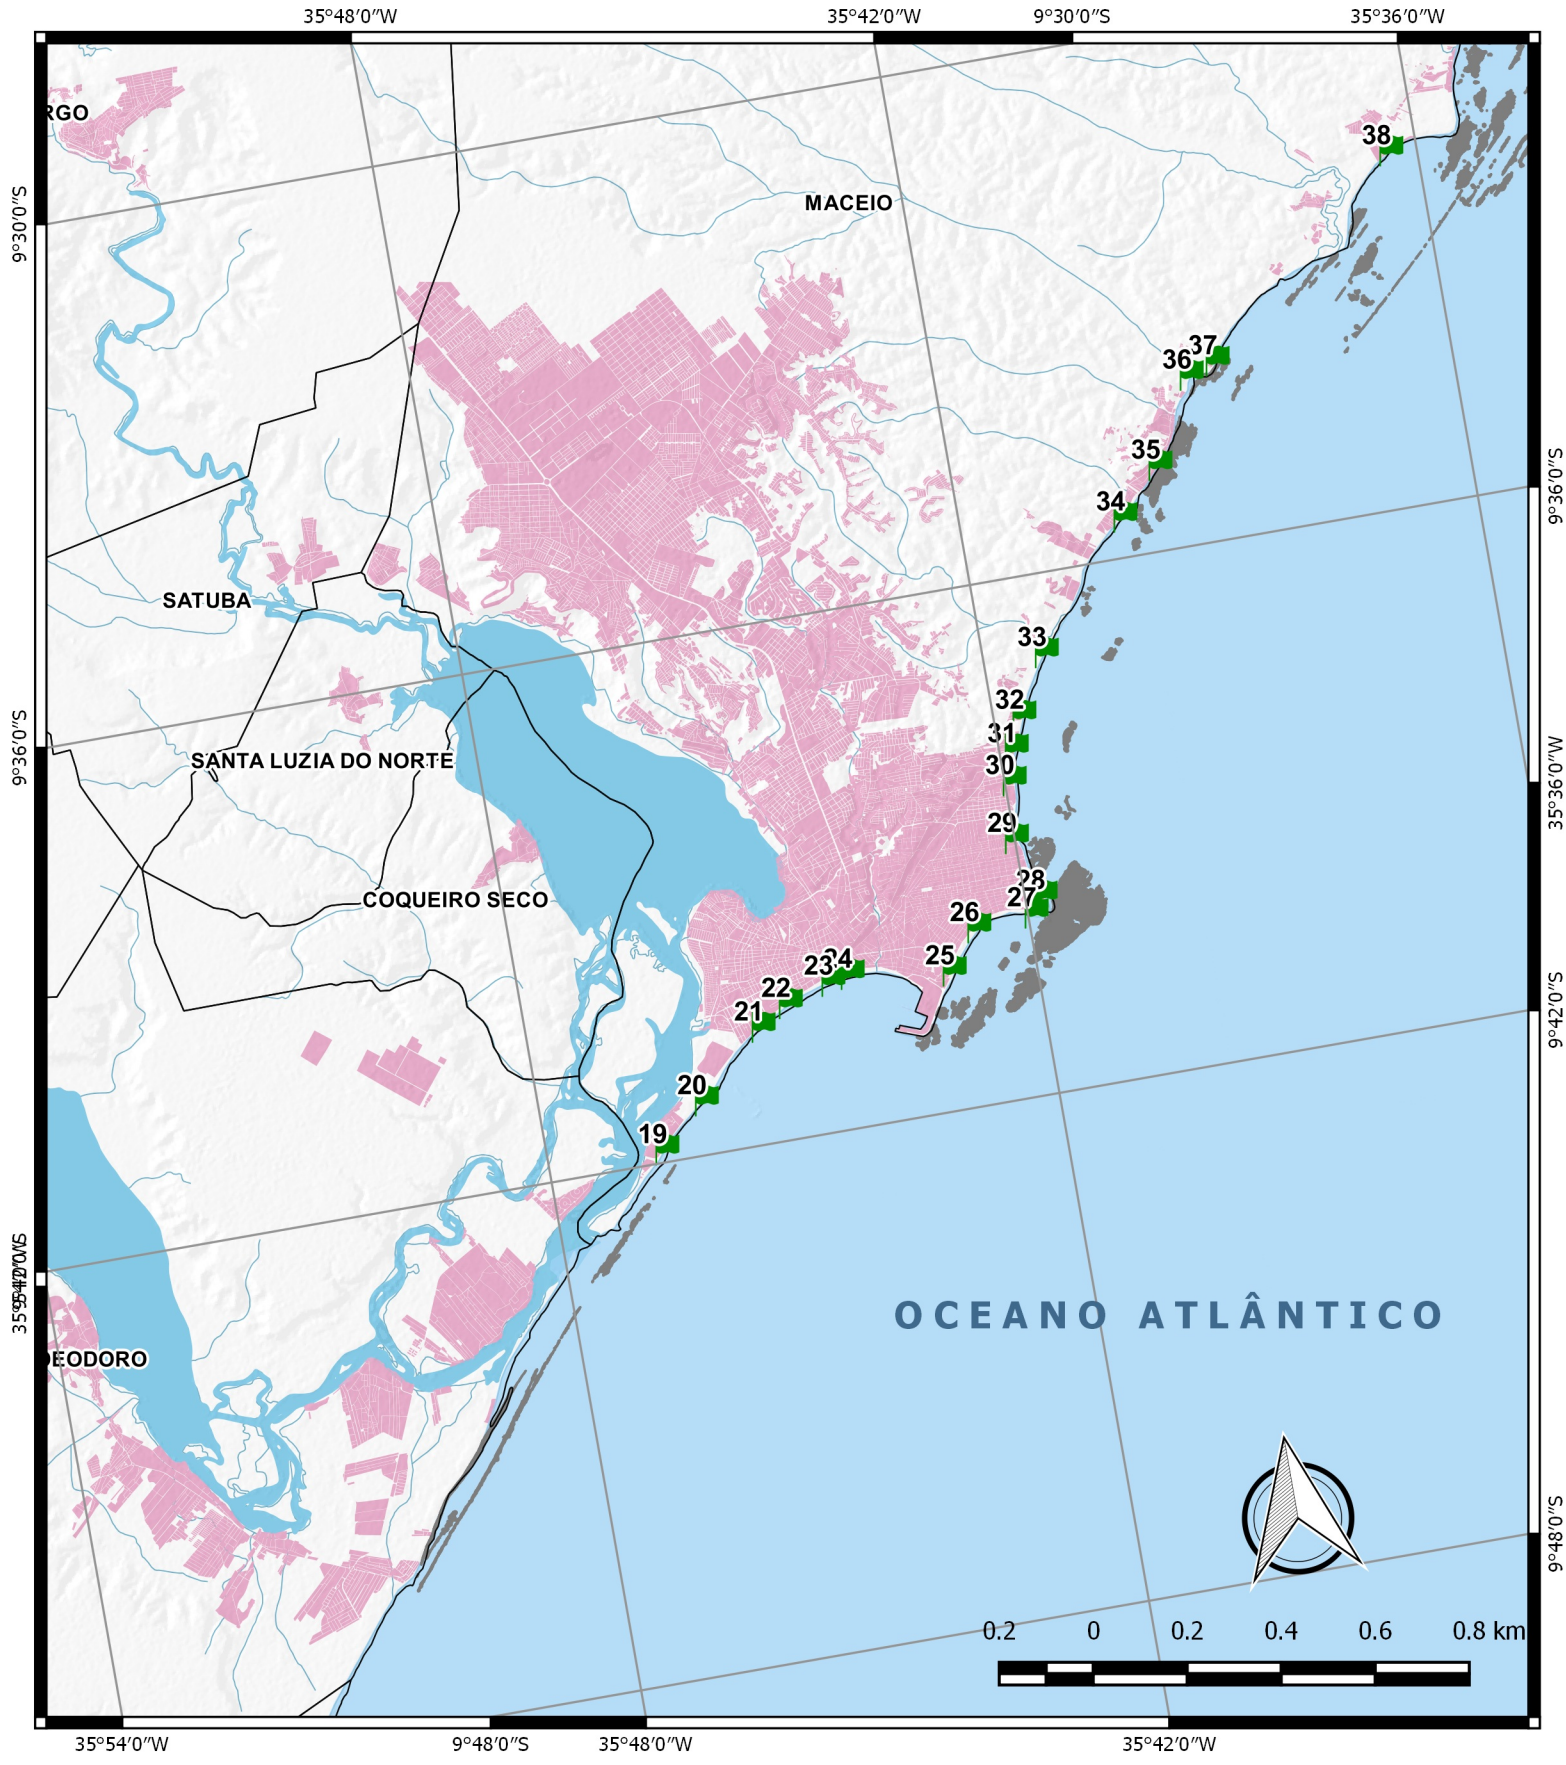 35°48′0″W
35°42′0″W
9°30′0″S
35°36′0″W
RGO
38
MACEIO
9°30′0″S
37
36
35
34
9°36′0″S
SATUBA
33
32
31
30
9°36′0″S
SANTA LUZIA DO NORTE
35°36′0″W
29
28
27
26
COQUEIRO SECO
25
24
23
22
21
9°42′0″S
20
19
OCEANO ATLÂNTICO
DEODORO
9°48′0″S
0.2 0 0.2 0.4 0.6 0.8 km
35°54′0″W
9°48′0″S
35°48′0″W
35°42′0″W